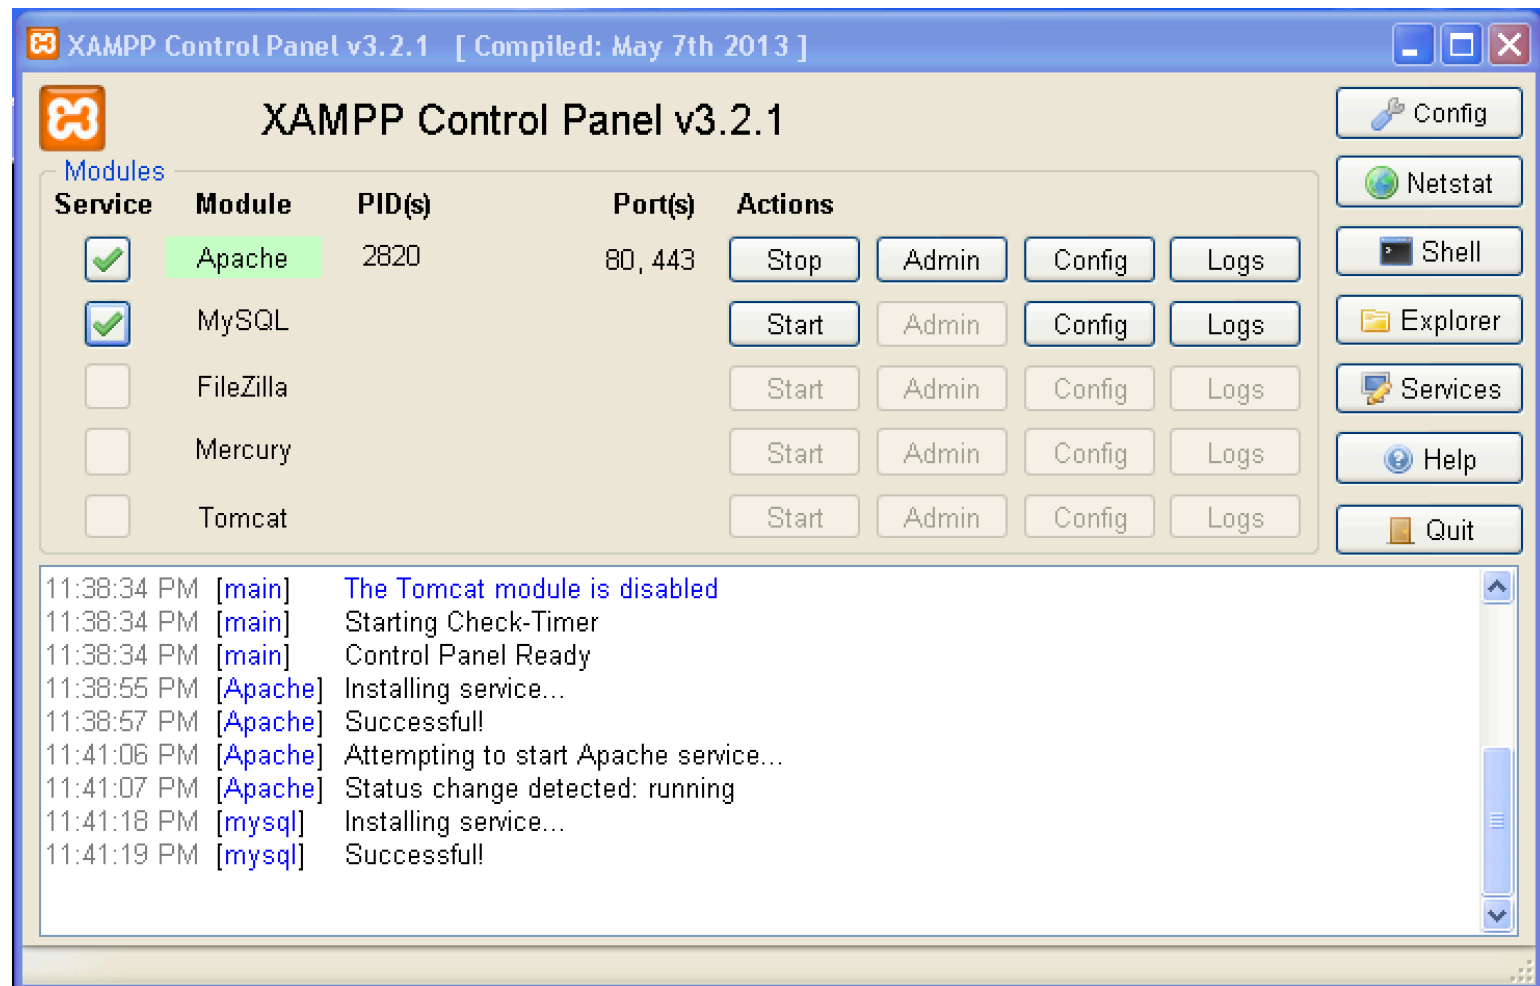 XAMPP Control Panel v3.2.1 [ Compiled: May 7th 2013 ]
XAMPP Control Panel v3.2.1
Config
Modules
Netstat
Service Module PID(s) Port(s) Actions
Apache 2820 80, 443 Stop Admin Config Logs
Shell
MySQL Start Admin Config Logs
Explorer
FileZilla Start Admin Config Logs
Services
Mercury Start Admin Config Logs
Help
Tomcat Start Admin Config Logs
Quit
11:38:34 PM [main] The Tomcat module is disabled
11:38:34 PM [main] Starting Check-Timer
11:38:34 PM [main] Control Panel Ready
11:38:55 PM [Apache] Installing service...
11:38:57 PM [Apache] Successful!
11:41:06 PM [Apache] Attempting to start Apache service...
11:41:07 PM [Apache] Status change detected: running
11:41:18 PM [mysql] Installing service...
11:41:19 PM [mysql] Successful!